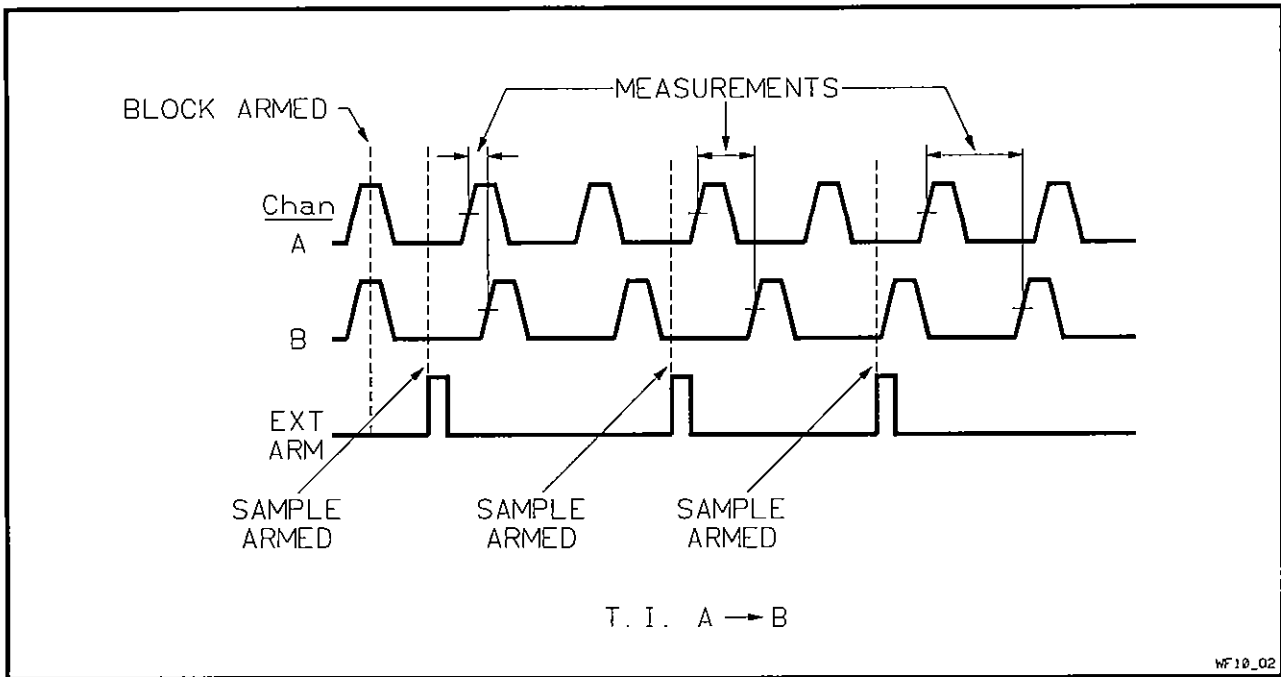 MEASUREMENTS
BLOCK ARMED
Chan
A
B
EXT
ARM
SAMPLE
ARMED
SAMPLE
ARMED
SAMPLE
ARMED
T. I. A → B
WF10_02